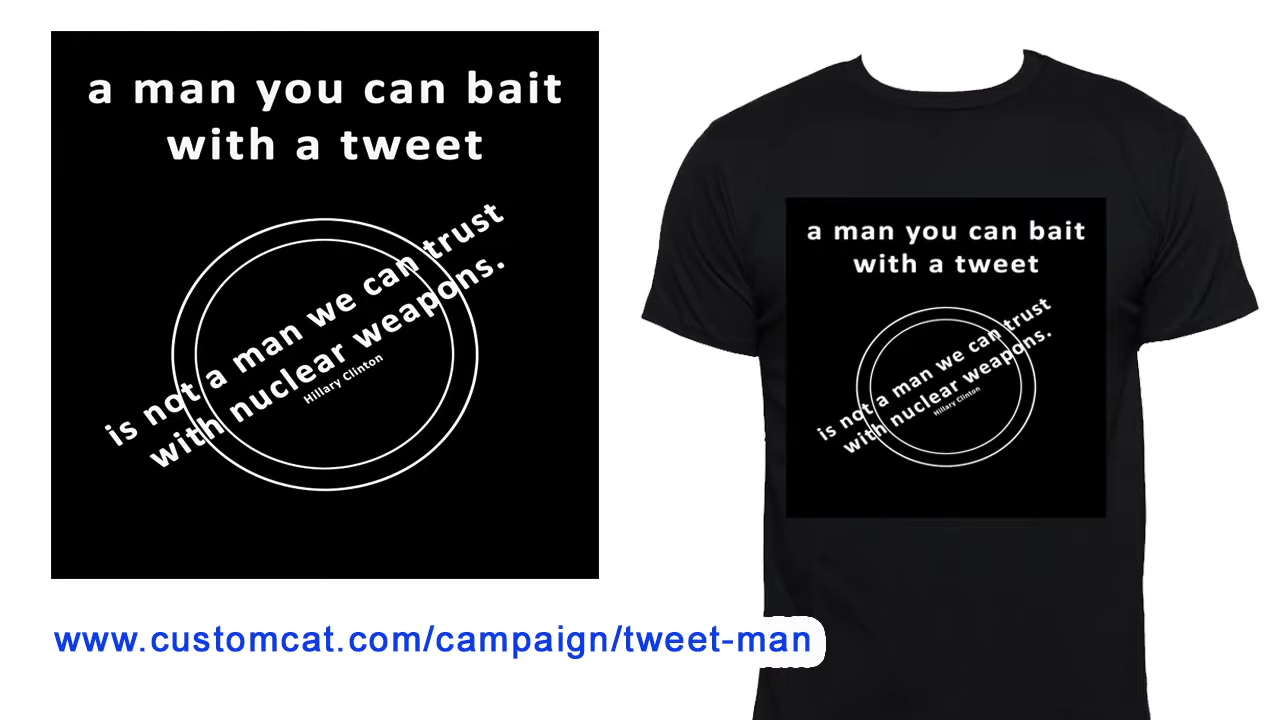 a man you can bait
with a tweet
is not a man we can trust
with nuclear weapons.
Hillary Clinton
a man you can bait
with a tweet
is not a man we can trust
with nuclear weapons.
Hillary Clinton
www.customcat.com/campaign/tweet-man